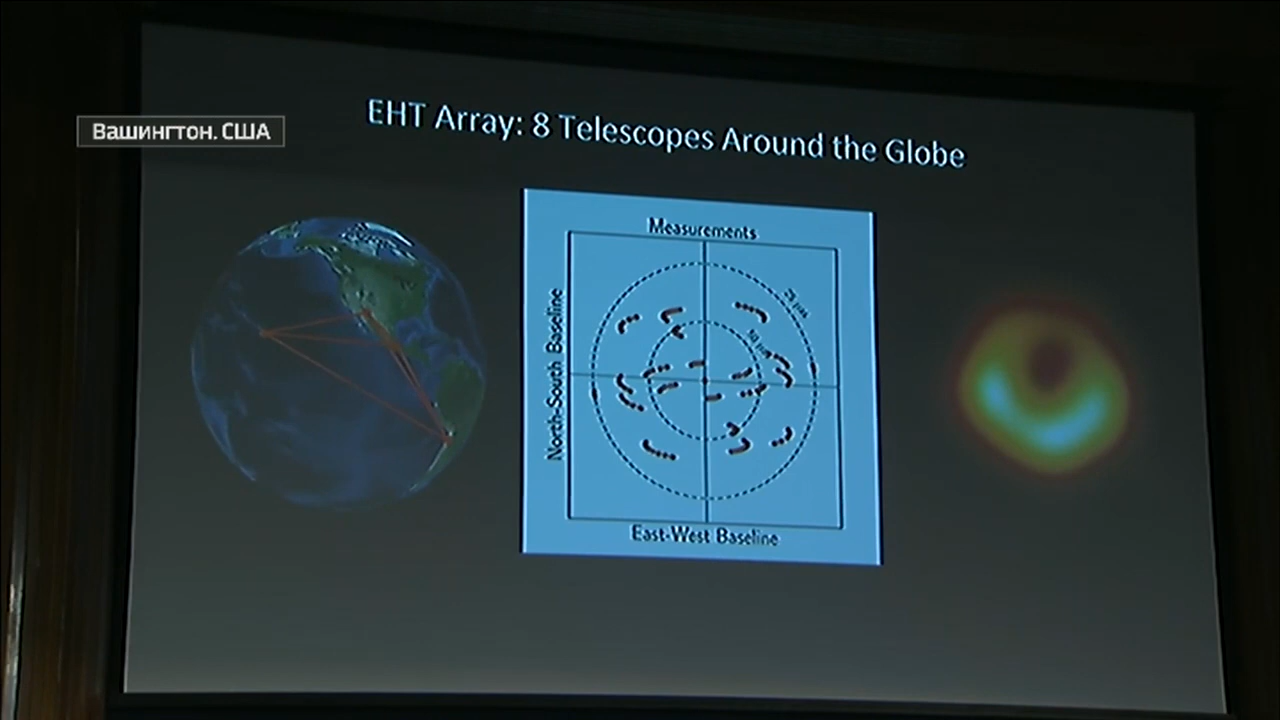 Вашингтон. США
EHT Array: 8 Telescopes Around the Globe
Measurements
North-South Baseline
East-West Baseline